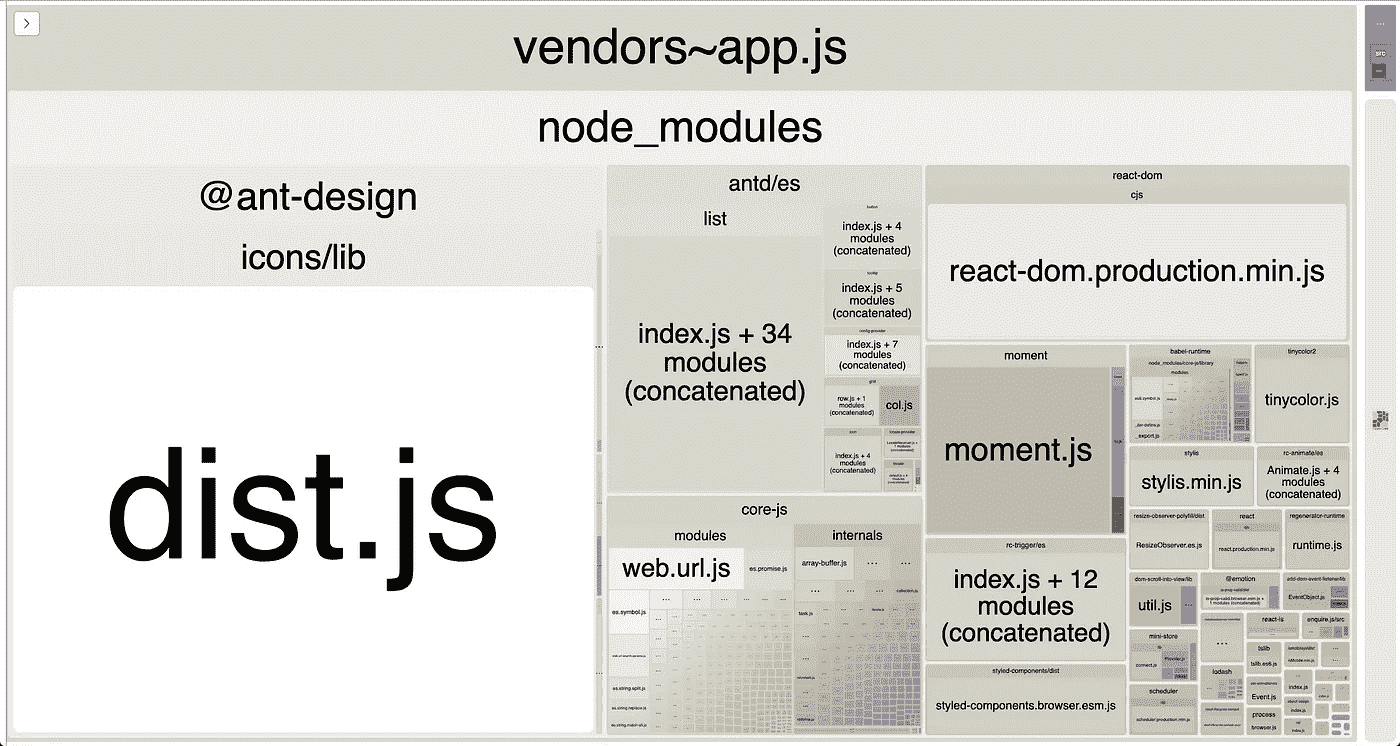 vendors~app.js
node_modules
@ant-design
icons/lib
dist.js
antd/es
list
index.js + 34
modules
(concatenated)
button
index.js + 4
modules
(concatenated)
tooltip
index.js + 5
modules
(concatenated)
config-provider
index.js + 7
modules
(concatenated)
grid
row.js + 1
modules
(concatenated)
col.js
icon
index.js + 4
modules
(concatenated)
core-js
modules
web.url.js
es.promise.js
es.symbol.js
es.string.split.js
es.string.replace.js
internals
array-buffer.js
task.js
react-dom
cjs
react-dom.production.min.js
moment
moment.js
rc-trigger/es
index.js + 12
modules
(concatenated)
styled-components/dist
styled-components.browser.esm.js
babel-runtime
node_modules/core-js/library
modules
_export.js
tinycolor2
tinycolor.js
stylis
stylis.min.js
rc-animate/es
Animate.js + 4
modules
(concatenated)
resize-observer-polyfill/dist
ResizeObserver.es.js
react
cjs
react.production.min.js
regenerator-runtime
runtime.js
dom-scroll-into-view/lib
util.js
@emotion
add-dom-event-listener/lib
EventObject.js
mini-store
lib
connect.js
Provider.js
scheduler
cjs
scheduler.production.min.js
lodash
react-is
enquire.js/src
tslib
tslib.es6.js
Event.js
process
browser.js
index.js
index.js
src